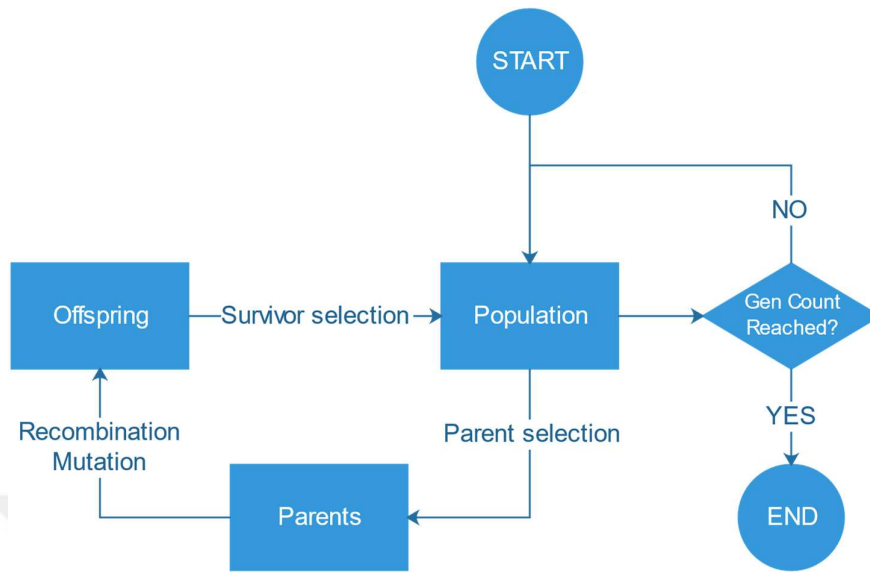 START
NO
Offspring
Survivor selection
Population
Gen Count
Reached?
Recombination
Mutation
Parent selection
YES
Parents
END